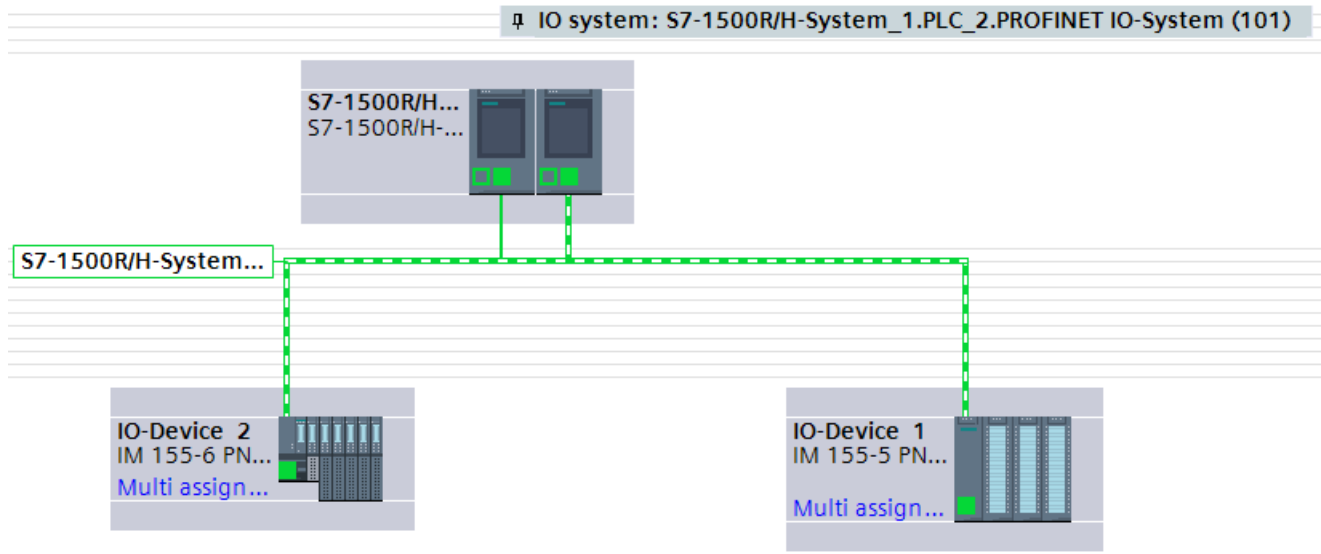 IO system: S7-1500R/H-System_1.PLC_2.PROFINET IO-System (101)
S7-1500R/H...
S7-1500R/H-...
S7-1500R/H-System...
IO-Device 2
IM 155-6 PN...
Multi assign...
IO-Device 1
IM 155-5 PN...
Multi assign...